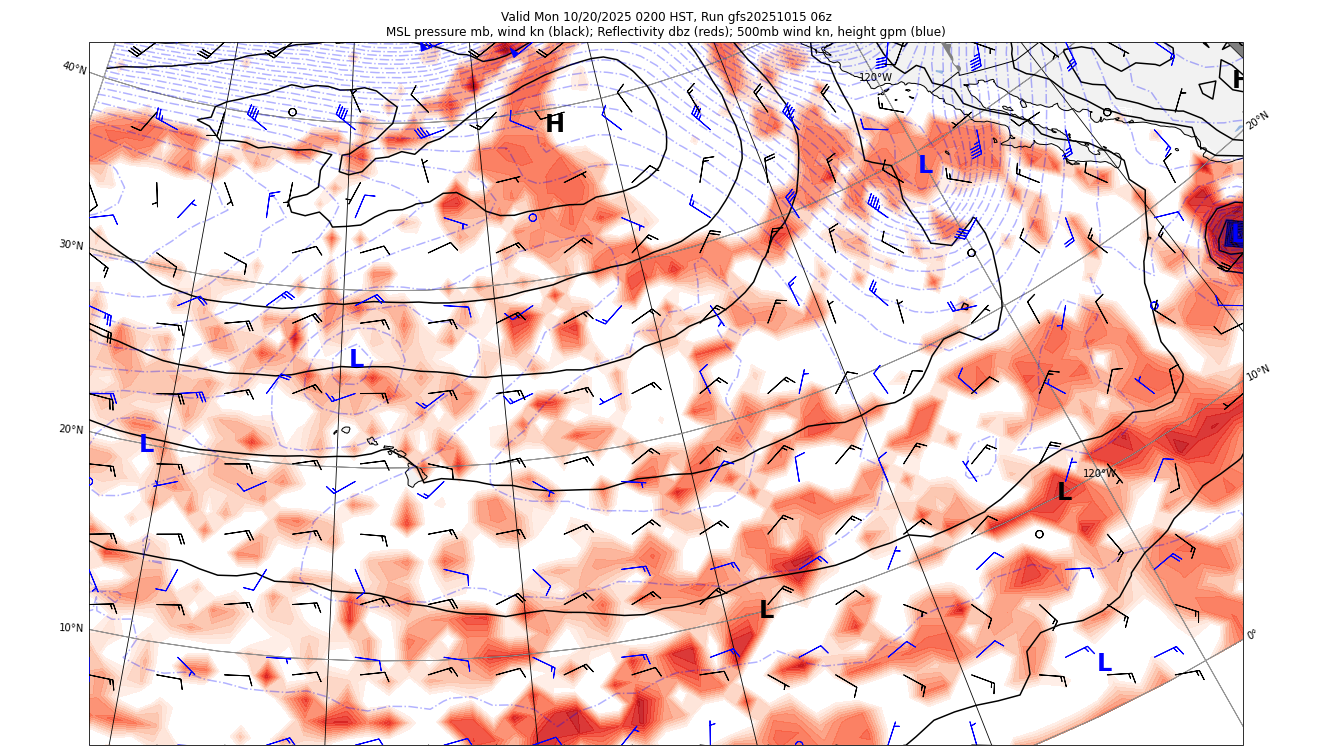 Valid Mon 10/20/2025 0200 HST, Run gfs20251015 06z
MSL pressure mb, wind kn (black); Reflectivity dbz (reds); 500mb wind kn, height gpm (blue)
40°N
120°W
H
H
20°N
L
30°N
L
L
10°N
20°N
L
120°W
L
L
10°N
0°
L